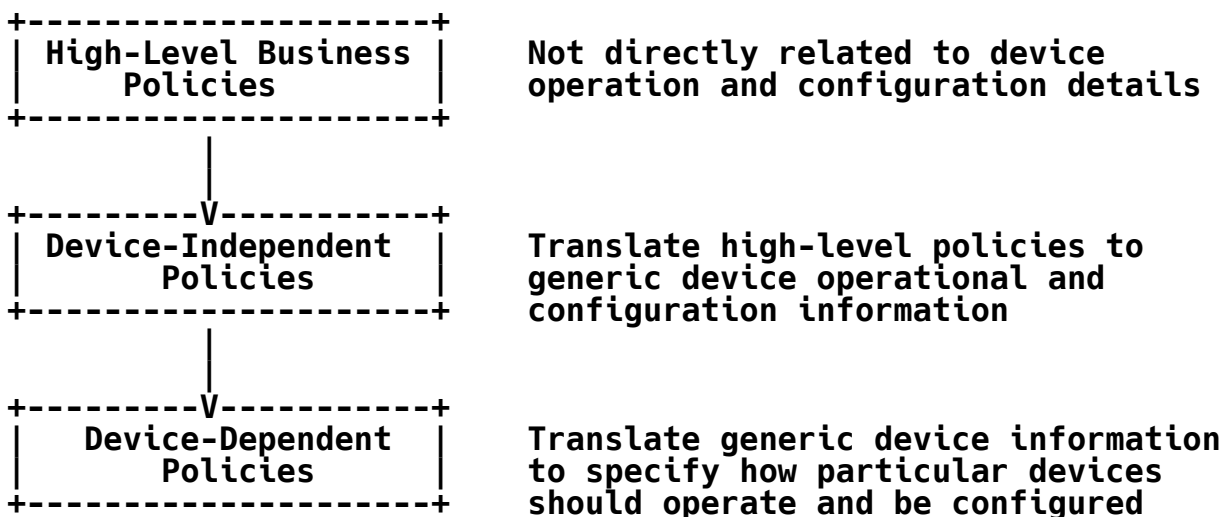 +---------------------+
| High-Level Business |    Not directly related to device
|     Policies        |    operation and configuration details
+---------------------+
          |
          |
+---------V-----------+
| Device-Independent  |    Translate high-level policies to
|       Policies      |    generic device operational and
+---------------------+    configuration information
          |
          |
+---------V-----------+
|   Device-Dependent  |    Translate generic device information
|       Policies      |    to specify how particular devices
+---------------------+    should operate and be configured